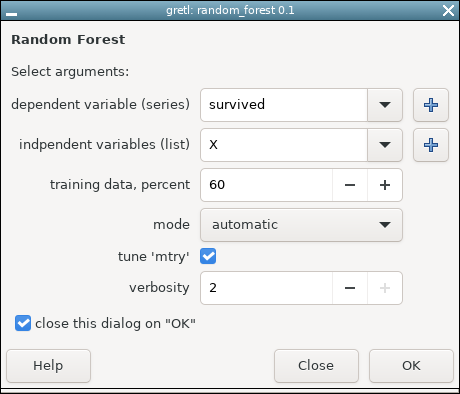 gretl: random_forest 0.1
Random Forest
Select arguments:
dependent variable (series) survived
indpendent variables (list) X
training data, percent 60
mode automatic
tune 'mtry'
verbosity 2
close this dialog on "OK"
Help Close OK